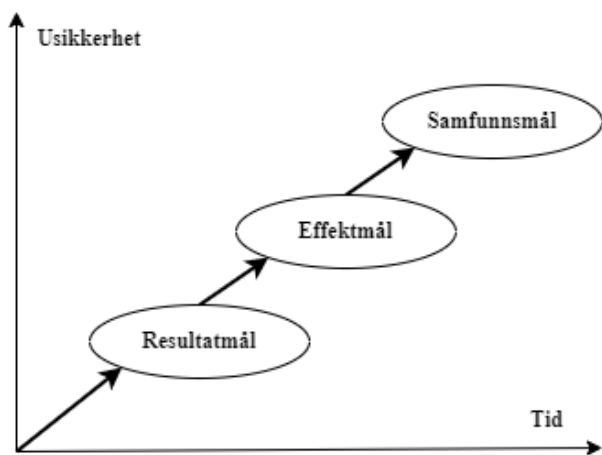 Usikkerhet
Samfunnsmål
Effektmål
Resultatmål
Tid